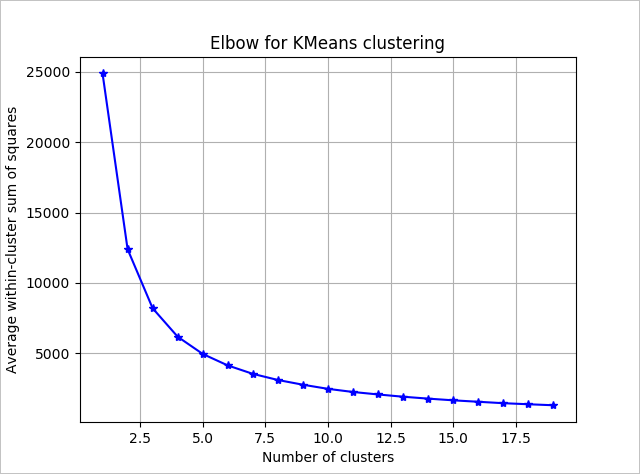 Elbow for KMeans clustering
25000
20000
15000
10000
5000
Average within-cluster sum of squares
2.5 5.0 7.5 10.0 12.5 15.0 17.5
Number of clusters